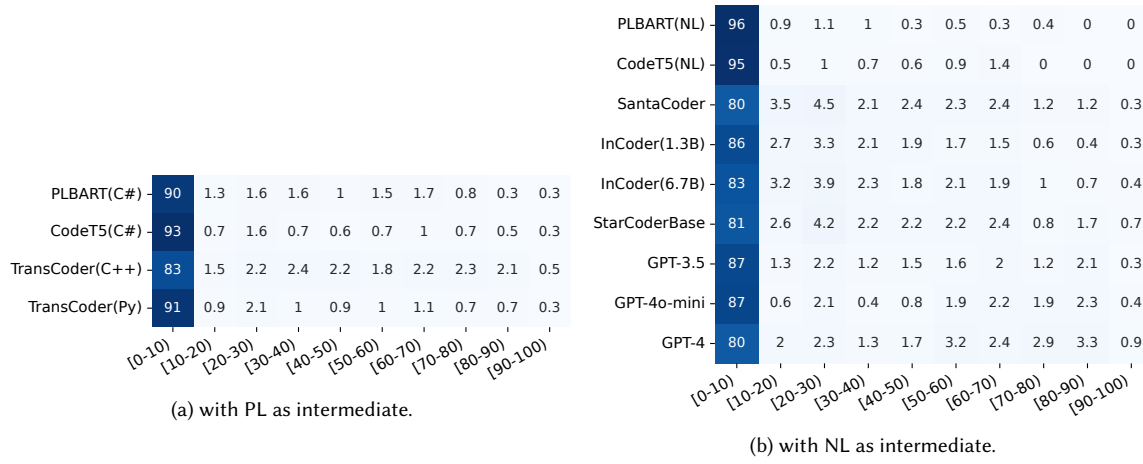 PLBART(C#) 90 1.3 1.6 1.6 1 1.5 1.7 0.8 0.3 0.3
CodeT5(C#) 93 0.7 1.6 0.7 0.6 0.7 1 0.7 0.5 0.3
TransCoder(C++) 83 1.5 2.2 2.4 2.2 1.8 2.2 2.3 2.1 0.5
TransCoder(Py) 91 0.9 2.1 1 0.9 1 1.1 0.7 0.7 0.3
[0-10) [10-20) [20-30) [30-40) [40-50) [50-60) [60-70) [70-80) [80-90) [90-100)
(a) with PL as intermediate.
PLBART(NL) 96 0.9 1.1 1 0.3 0.5 0.3 0.4 0 0
CodeT5(NL) 95 0.5 1 0.7 0.6 0.9 1.4 0 0 0
SantaCoder 80 3.5 4.5 2.1 2.4 2.3 2.4 1.2 1.2 0.3
InCoder(1.3B) 86 2.7 3.3 2.1 1.9 1.7 1.5 0.6 0.4 0.3
InCoder(6.7B) 83 3.2 3.9 2.3 1.8 2.1 1.9 1 0.7 0.4
StarCoderBase 81 2.6 4.2 2.2 2.2 2.2 2.4 0.8 1.7 0.7
GPT-3.5 87 1.3 2.2 1.2 1.5 1.6 2 1.2 2.1 0.3
GPT-4o-mini 87 0.6 2.1 0.4 0.8 1.9 2.2 1.9 2.3 0.4
GPT-4 80 2 2.3 1.3 1.7 3.2 2.4 2.9 3.3 0.9
[0-10) [10-20) [20-30) [30-40) [40-50) [50-60) [60-70) [70-80) [80-90) [90-100)
(b) with NL as intermediate.